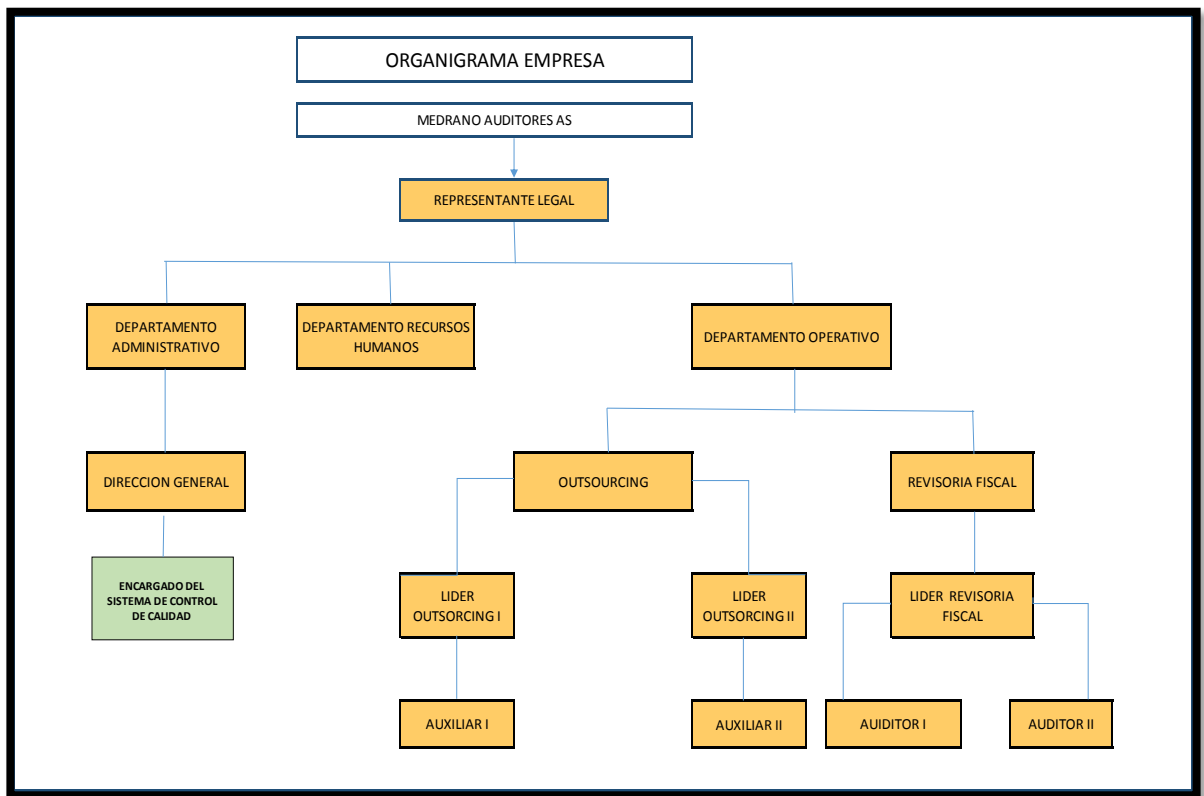 ORGANIGRAMA EMPRESA
MEDRANO AUDITORES AS
REPRESENTANTE LEGAL
DEPARTAMENTO
ADMINISTRATIVO
DEPARTAMENTO RECURSOS
HUMANOS
DEPARTAMENTO OPERATIVO
DIRECCION GENERAL
OUTSOURCING
REVISORIA FISCAL
ENCARGADO DEL
SISTEMA DE CONTROL
DE CALIDAD
LIDER
OUTSORCING I
LIDER
OUTSORCING II
LIDER REVISORIA
FISCAL
AUXILIAR I
AUXILIAR II
AUIDITOR I
AUDITOR II